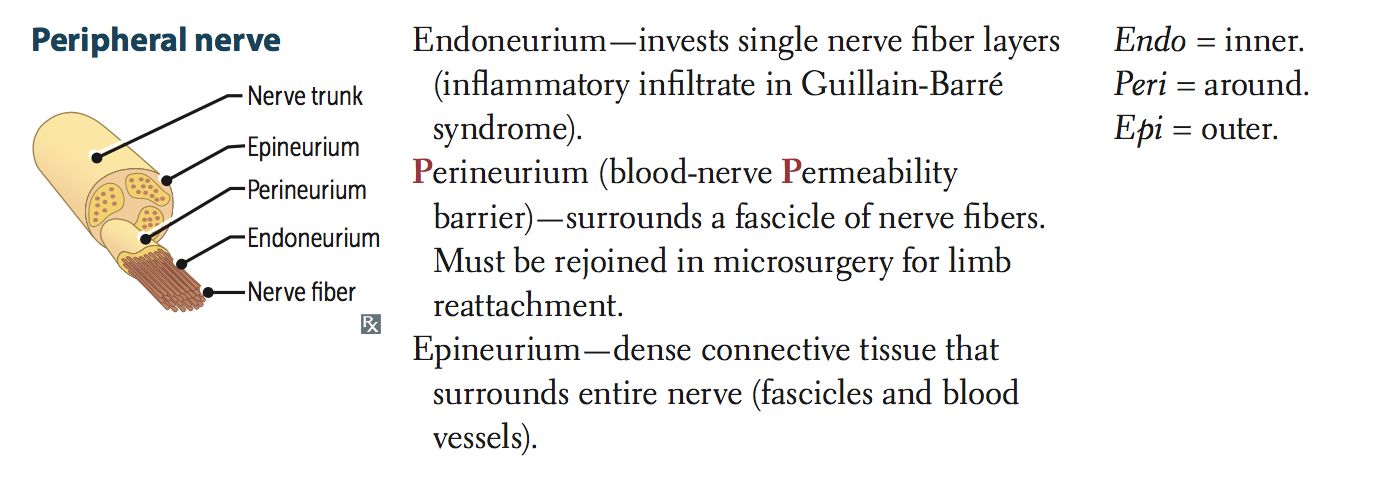 Peripheral nerve
Nerve trunk
Epineurium
Perineurium
Endoneurium
Nerve fiber
Rx
Endoneurium—invests single nerve fiber layers
(inflammatory infiltrate in Guillain-Barré
syndrome).
Perineurium (blood-nerve Permeability
barrier)—surrounds a fascicle of nerve fibers.
Must be rejoined in microsurgery for limb
reattachment.
Epineurium—dense connective tissue that
surrounds entire nerve (fascicles and blood
vessels).
Endo = inner.
Peri = around.
Epi = outer.